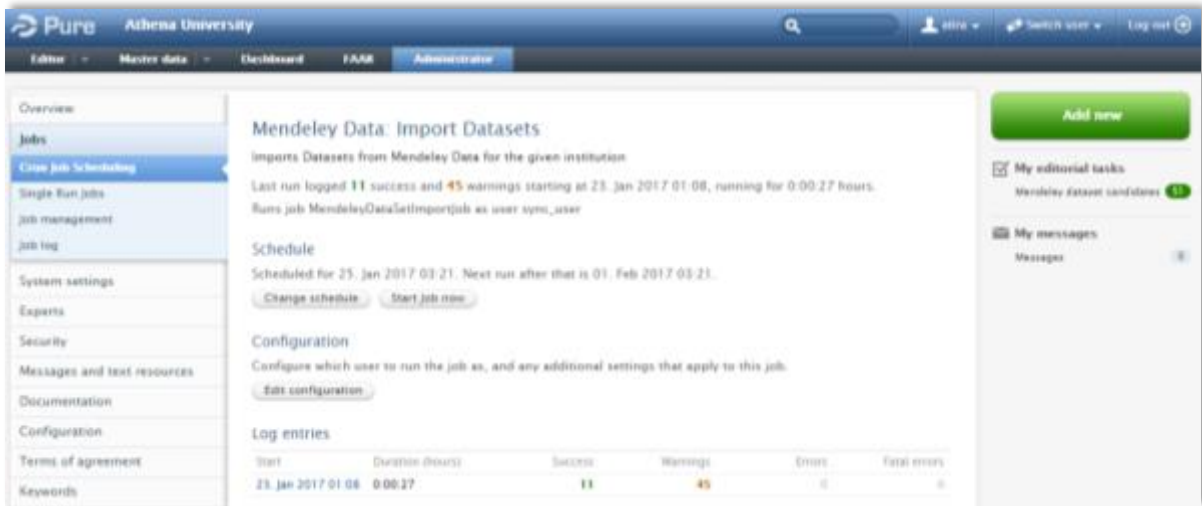 Pure Athena University
Switch user Log out
Editor Master data Dashboard Administrator
Overview
Jobs
Cron Job Scheduling
Single Run Jobs
Job management
Job log
System settings
Experts
Security
Messages and text resources
Documentation
Configuration
Terms of agreement
Keywords
Mendeley Data: Import Datasets
Imports Datasets from Mendeley Data for the given institution
Last run logged 11 success and 45 warnings starting at 23. Jan 2017 01:08, running for 0:00:27 hours.
Runs job MendeleyDataSetImportJob as user sync_user
Schedule
Scheduled for 25. Jan 2017 03:21. Next run after that is 01. Feb 2017 03:21.
Change schedule Start job now
Configuration
Configure which user to run the job as, and any additional settings that apply to this job.
Edit configuration
Log entries
Start Duration (hours) Success Warnings Errors Fatal errors
23. Jan 2017 01:08 0:00:27 11 45 0 0
Add new
My editorial tasks
Mendeley dataset candidates
My messages
Messages 0